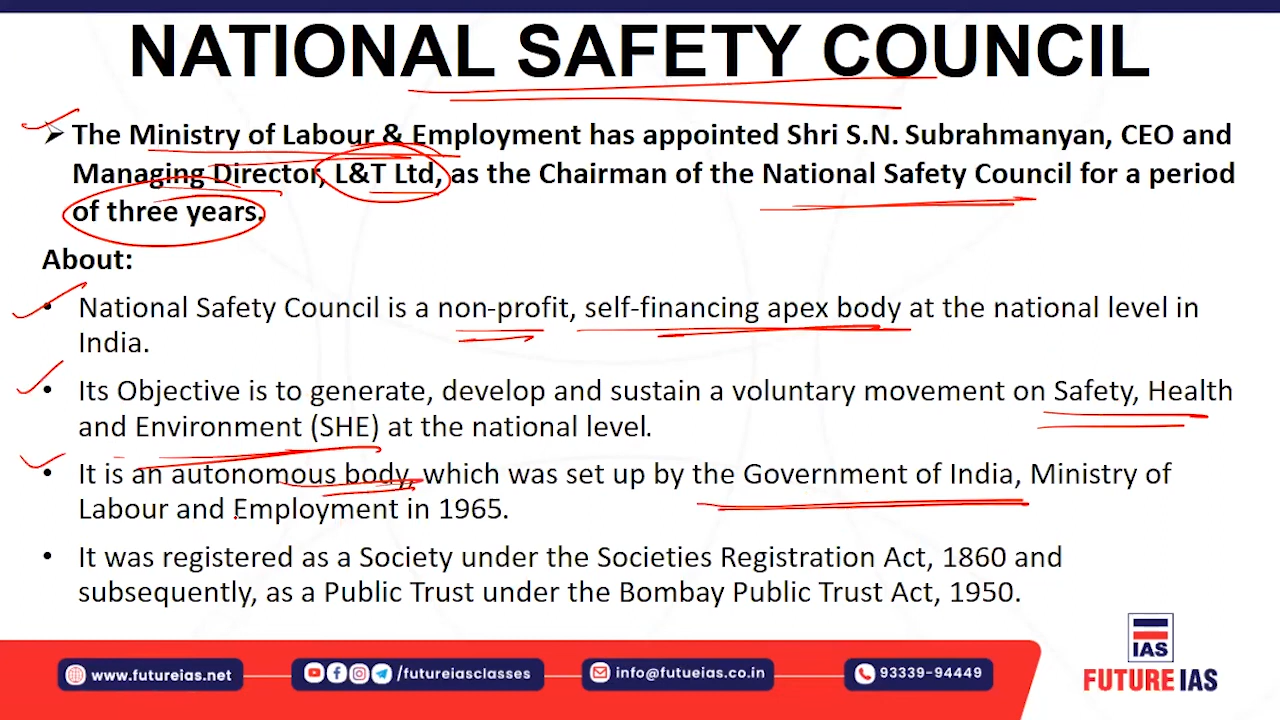 NATIONAL SAFETY COUNCIL
➢ The Ministry of Labour & Employment has appointed Shri S.N. Subrahmanyan, CEO and
Managing Director, L&T Ltd, as the Chairman of the National Safety Council for a period
of three years.
About:
• National Safety Council is a non-profit, self-financing apex body at the national level in
India.
• Its Objective is to generate, develop and sustain a voluntary movement on Safety, Health
and Environment (SHE) at the national level.
• It is an autonomous body, which was set up by the Government of India, Ministry of
Labour and Employment in 1965.
• It was registered as a Society under the Societies Registration Act, 1860 and
subsequently, as a Public Trust under the Bombay Public Trust Act, 1950.
IAS
www.futureias.net /futureiasclasses info@futueias.co.in 93339-94449 FUTURE IAS